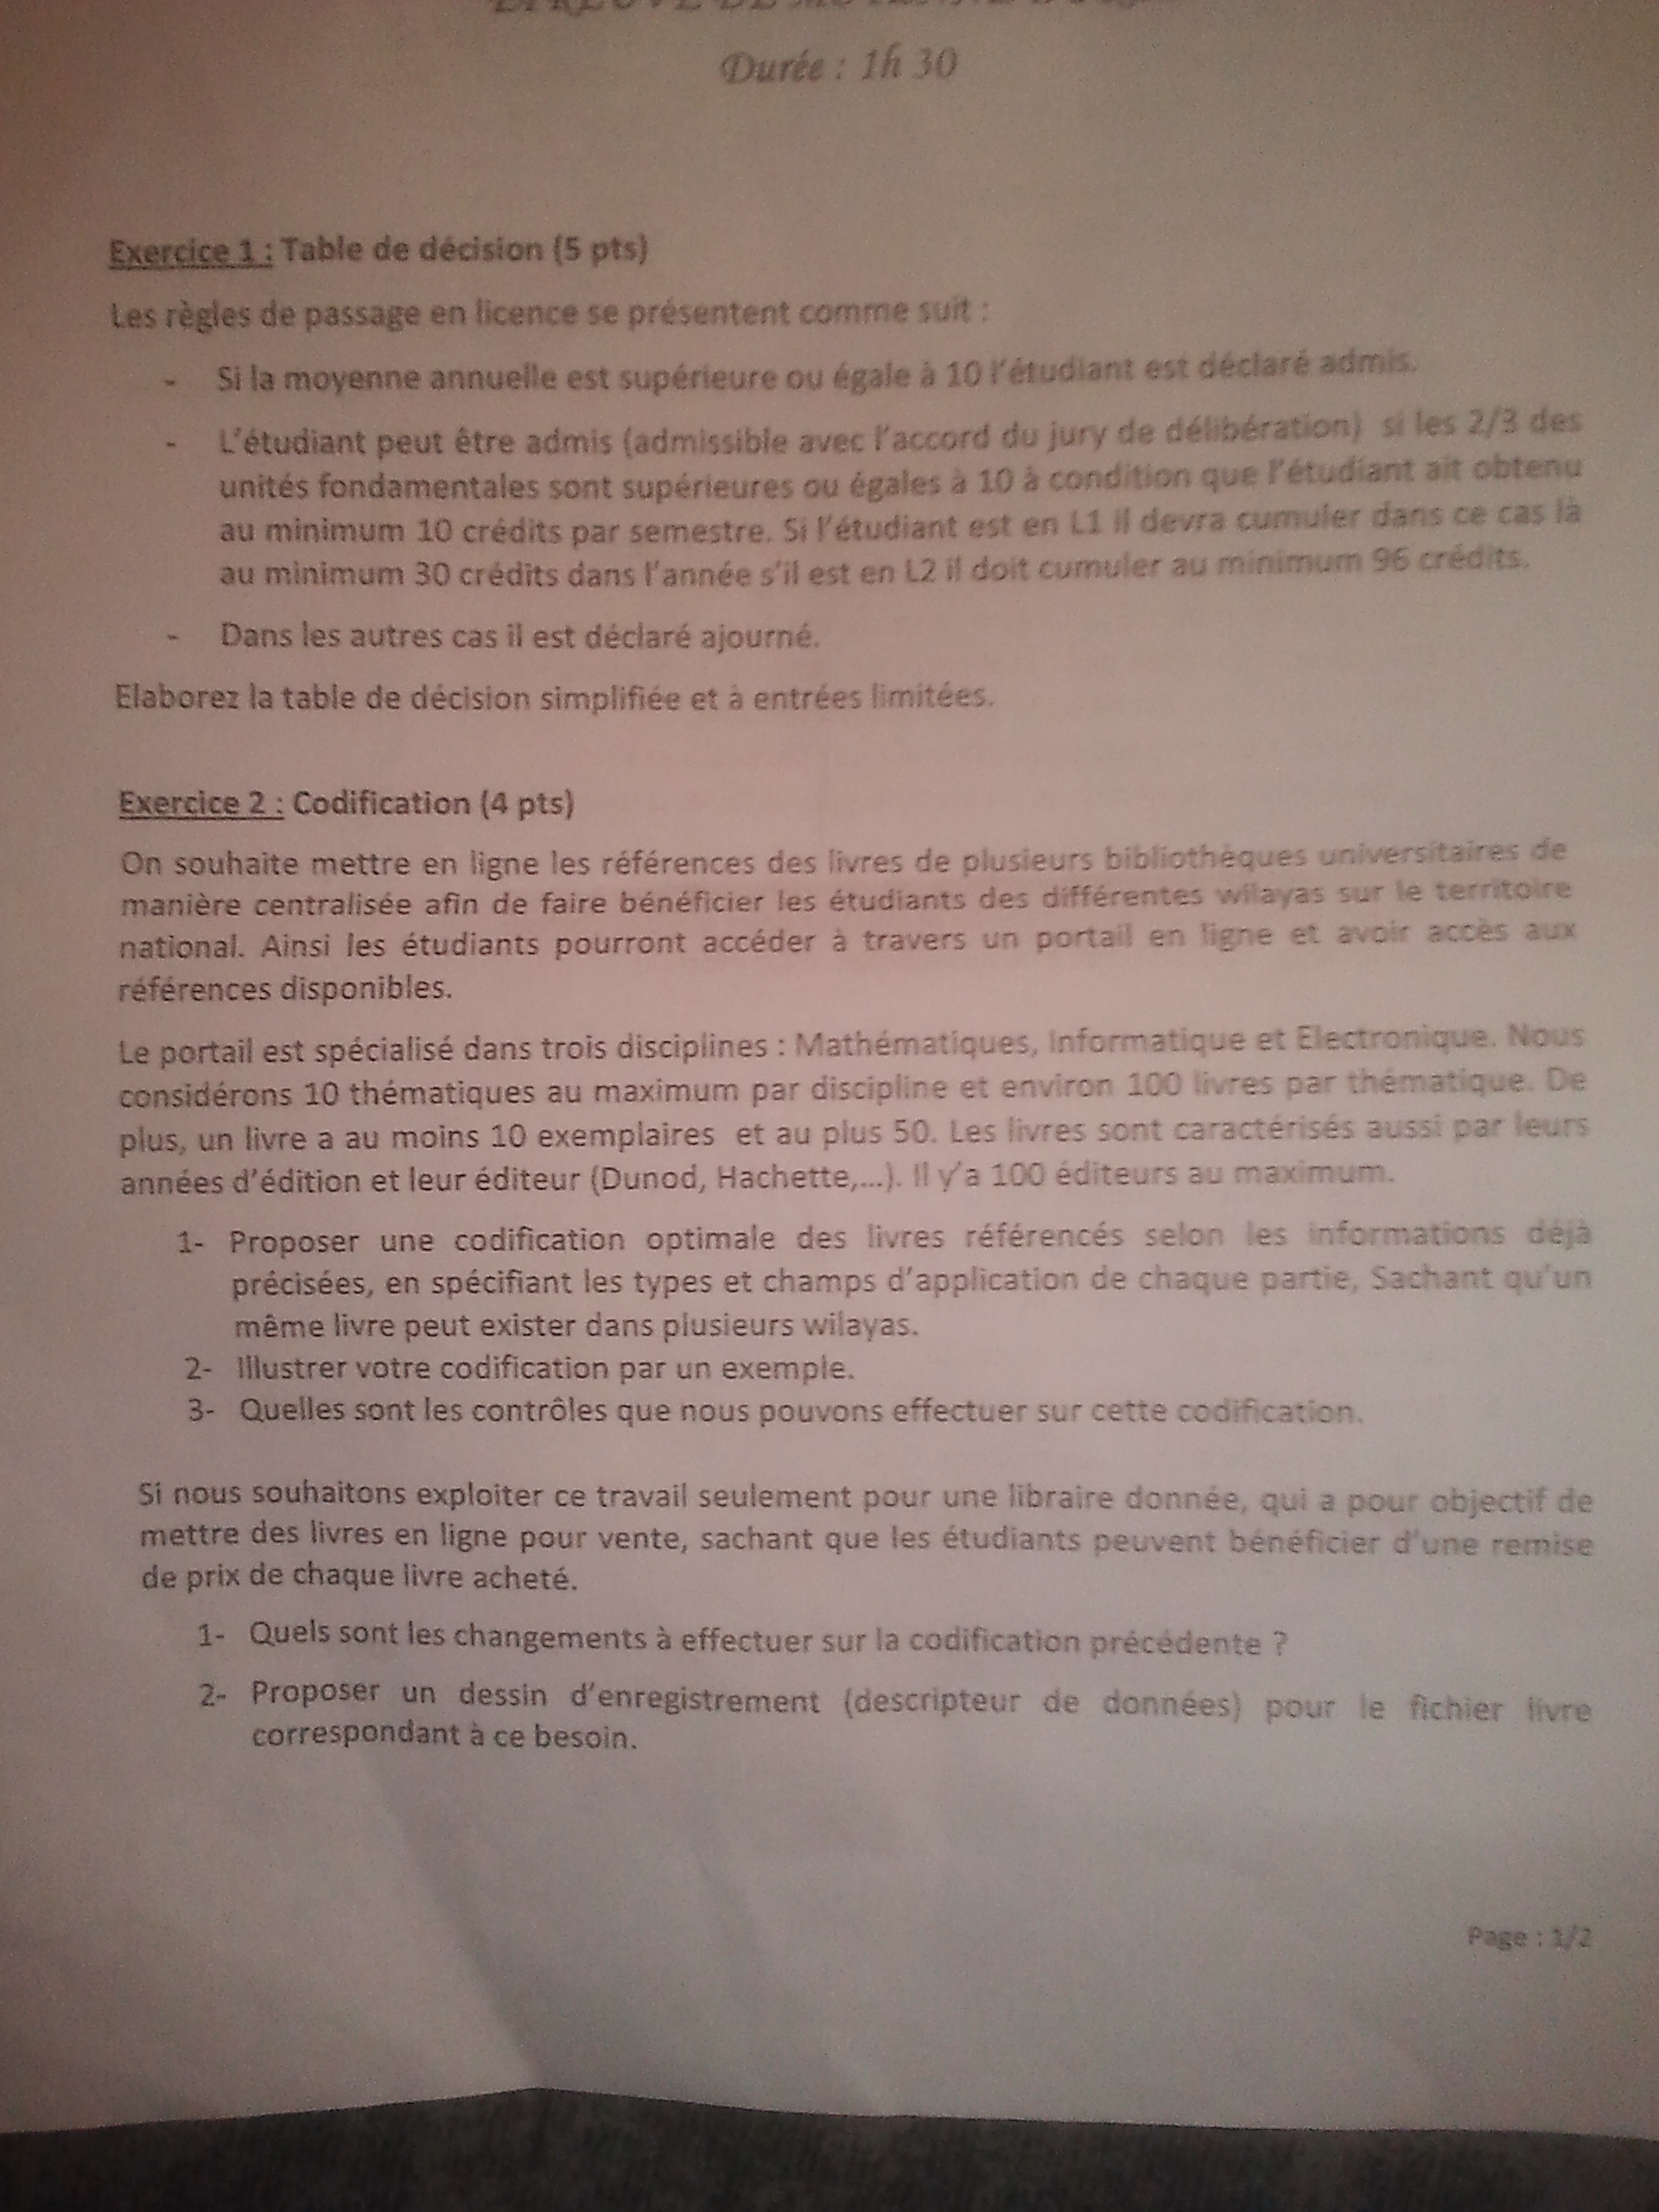 EPREUVE DE
Durée : 1h 30
Exercice 1 : Table de décision (5 pts)
Les règles de passage en licence se présentent comme suit :
- Si la moyenne annuelle est supérieure ou égale à 10 l'étudiant est déclaré admis.
- L'étudiant peut être admis (admissible avec l'accord du jury de délibération) si les 2/3 des
unités fondamentales sont supérieures ou égales à 10 à condition que l'étudiant ait obtenu
au minimum 10 crédits par semestre. Si l'étudiant est en L1 il devra cumuler dans ce cas là
au minimum 30 crédits dans l'année s'il est en L2 il doit cumuler au minimum 96 crédits.
- Dans les autres cas il est déclaré ajourné.
Elaborez la table de décision simplifiée et à entrées limitées.
Exercice 2 : Codification (4 pts)
On souhaite mettre en ligne les références des livres de plusieurs bibliothèques universitaires de
manière centralisée afin de faire bénéficier les étudiants des différentes wilayas sur le territoire
national. Ainsi les étudiants pourront accéder à travers un portail en ligne et avoir accès aux
références disponibles.
Le portail est spécialisé dans trois disciplines : Mathématiques, Informatique et Electronique. Nous
considérons 10 thématiques au maximum par discipline et environ 100 livres par thématique. De
plus, un livre a au moins 10 exemplaires et au plus 50. Les livres sont caractérisés aussi par leurs
années d'édition et leur éditeur (Dunod, Hachette,...). Il y'a 100 éditeurs au maximum.
1- Proposer une codification optimale des livres référencés selon les informations déjà
précisées, en spécifiant les types et champs d'application de chaque partie, Sachant qu'un
même livre peut exister dans plusieurs wilayas.
2- Illustrer votre codification par un exemple.
3- Quelles sont les contrôles que nous pouvons effectuer sur cette codification.
Si nous souhaitons exploiter ce travail seulement pour une libraire donnée, qui a pour objectif de
mettre des livres en ligne pour vente, sachant que les étudiants peuvent bénéficier d'une remise
de prix de chaque livre acheté.
1- Quels sont les changements à effectuer sur la codification précédente ?
2- Proposer un dessin d'enregistrement (descripteur de données) pour le fichier livre
correspondant à ce besoin.
Page : 1/2